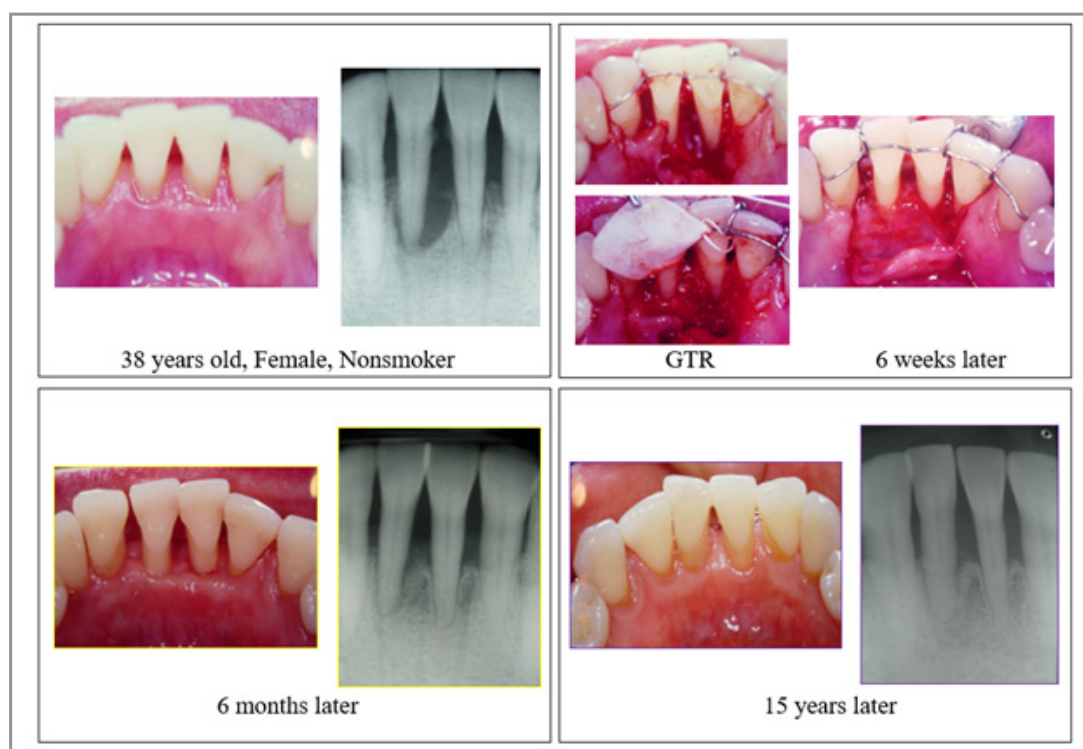 38 years old, Female, Nonsmoker
GTR
6 weeks later
6 months later
15 years later